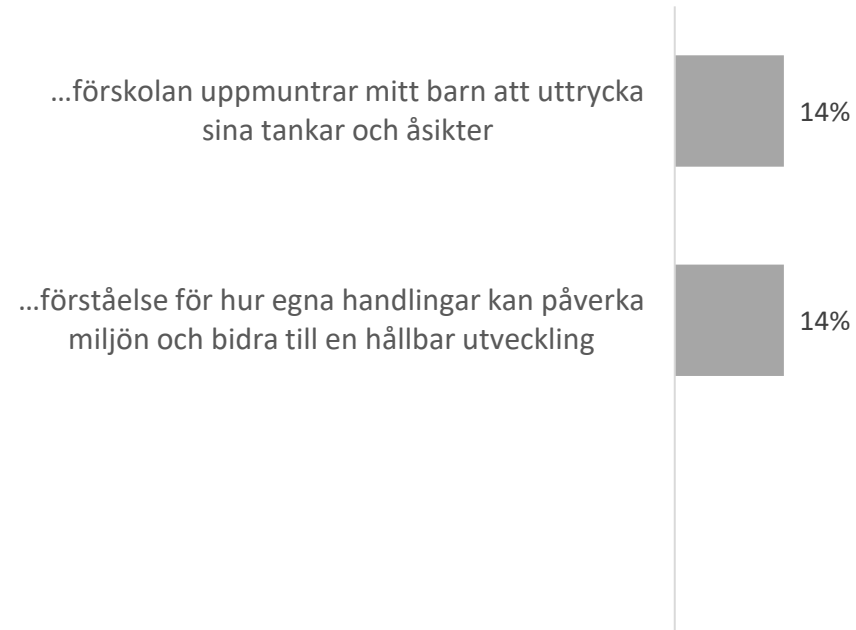 ...förskolan uppmuntrar mitt barn att uttrycka
sina tankar och åsikter
14%
...förståelse för hur egna handlingar kan påverka
miljön och bidra till en hållbar utveckling
14%